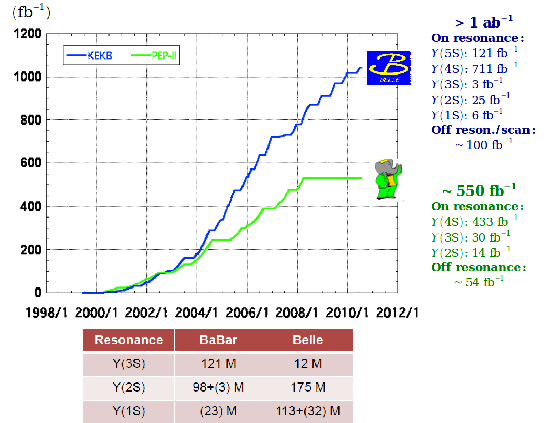 (fb⁻¹)
1200
1000
800
600
400
200
0
KEKB
PEP-II
1998/1 2000/1 2002/1 2004/1 2006/1 2008/1 2010/1 2012/1
B
> 1 ab⁻¹
On resonance:
Υ(5S): 121 fb⁻¹
Υ(4S): 711 fb⁻¹
Υ(3S): 3 fb⁻¹
Υ(2S): 25 fb⁻¹
Υ(1S): 6 fb⁻¹
Off reson./scan:
~ 100 fb⁻¹
~ 550 fb⁻¹
On resonance:
Υ(4S): 433 fb⁻¹
Υ(3S): 30 fb⁻¹
Υ(2S): 14 fb⁻¹
Off resonance:
~ 54 fb⁻¹
Resonance BaBar Belle
Υ(3S) 121 M 12 M
Υ(2S) 98+(3) M 175 M
Υ(1S) (23) M 113+(32) M